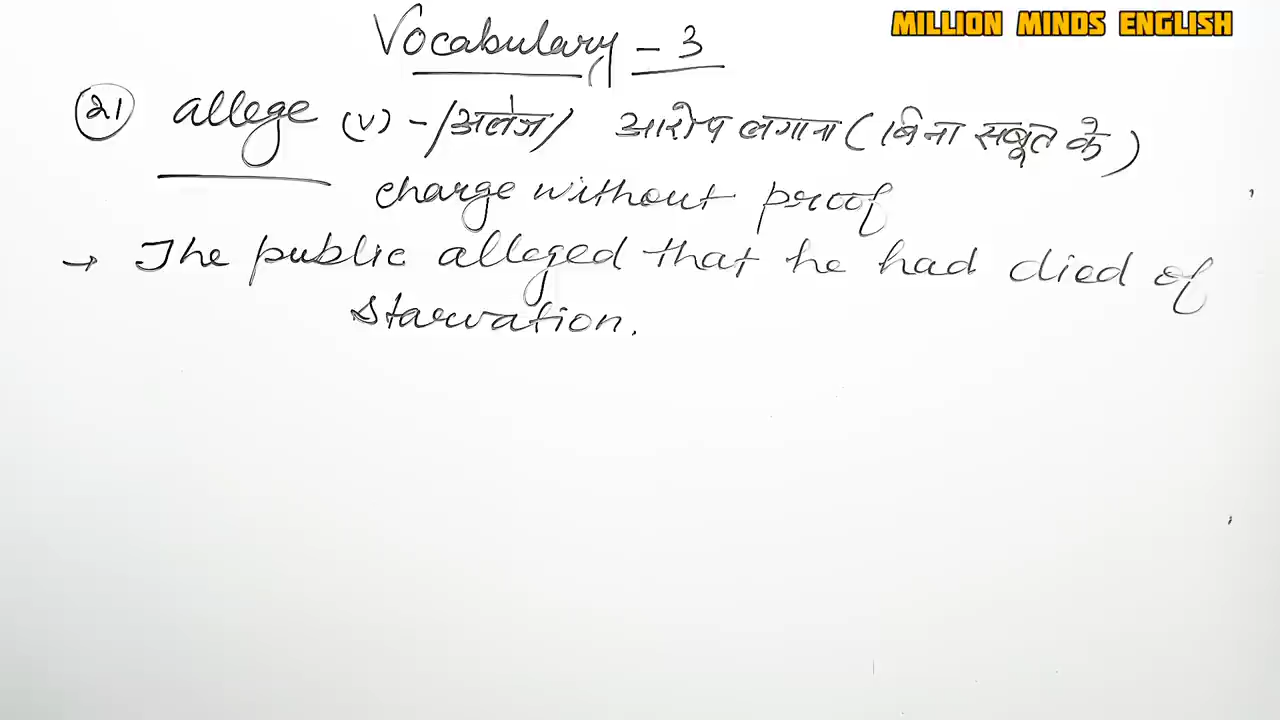 MILLION MINDS ENGLISH
Vocabulary - 3
21 allege (v) - /अलेज/ आरोप लगाना (बिना सबूत के)
charge without proof
→ The public alleged that he had died of
starvation.